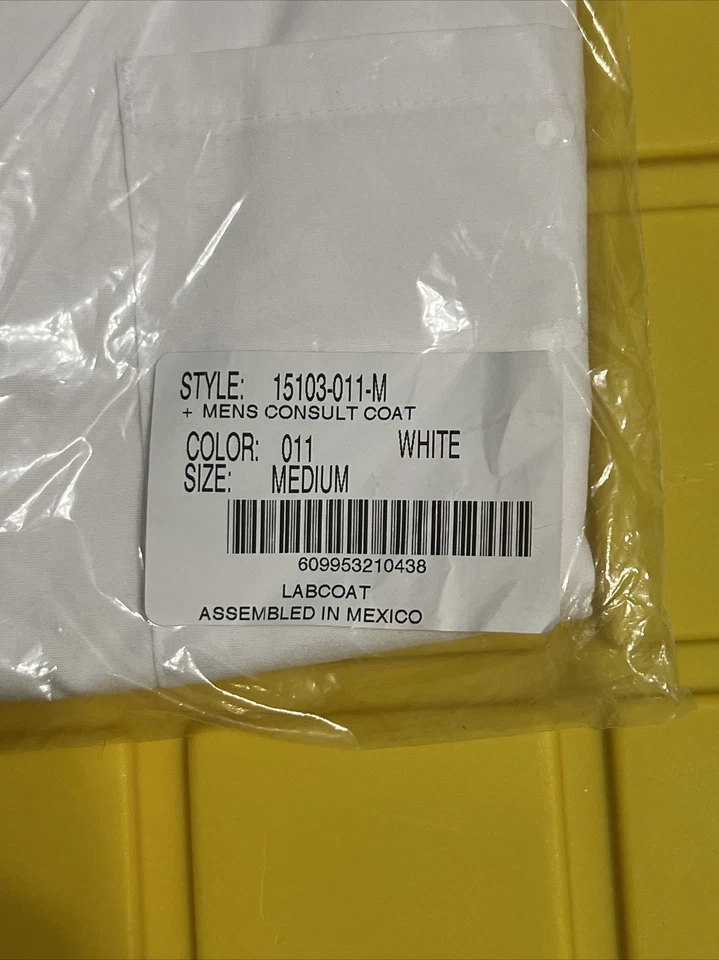 STYLE: 15103-011-M
+ MENS CONSULT COAT
COLOR: 011 WHITE
SIZE: MEDIUM
609953210438
LABCOAT
ASSEMBLED IN MEXICO